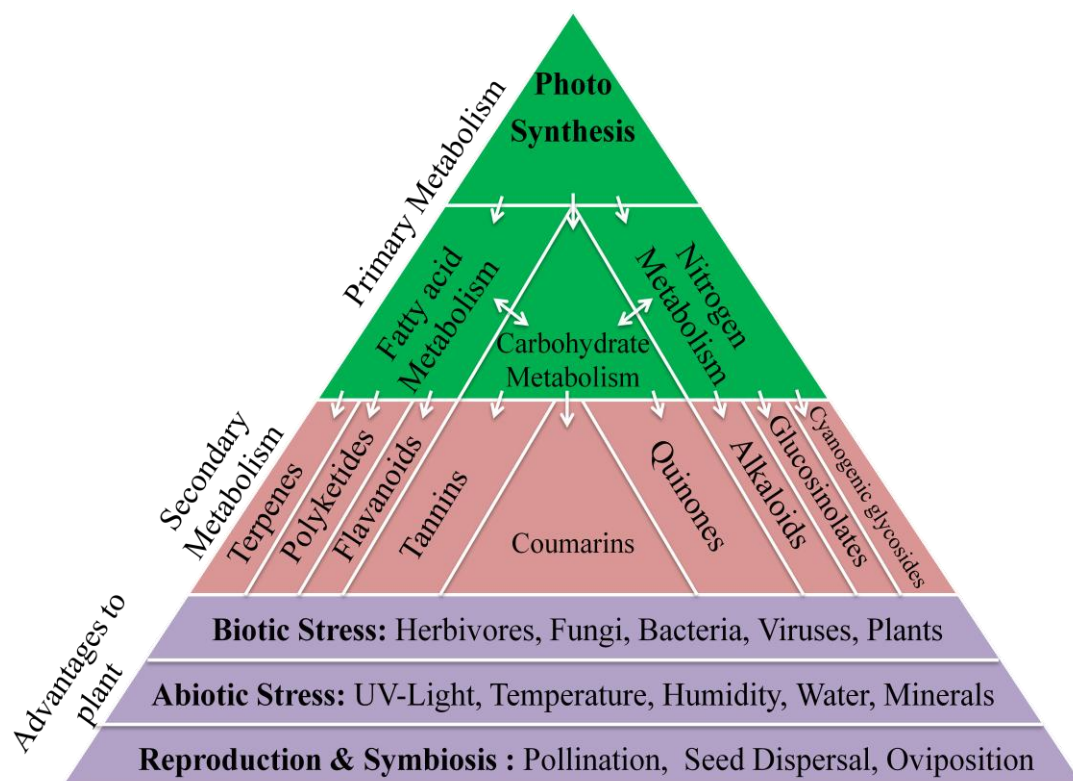 Photo
Synthesis
Primary Metabolism
Fatty acid
Metabolism
Carbohydrate
Metabolism
Nitrogen
Metabolism
Secondary
Metabolism
Terpenes
Polyketides
Flavanoids
Tannins
Coumarins
Quinones
Alkaloids
Glucosinolates
Cyanogenic glycosides
Advantages to
plant
Biotic Stress: Herbivores, Fungi, Bacteria, Viruses, Plants
Abiotic Stress: UV-Light, Temperature, Humidity, Water, Minerals
Reproduction & Symbiosis : Pollination, Seed Dispersal, Oviposition